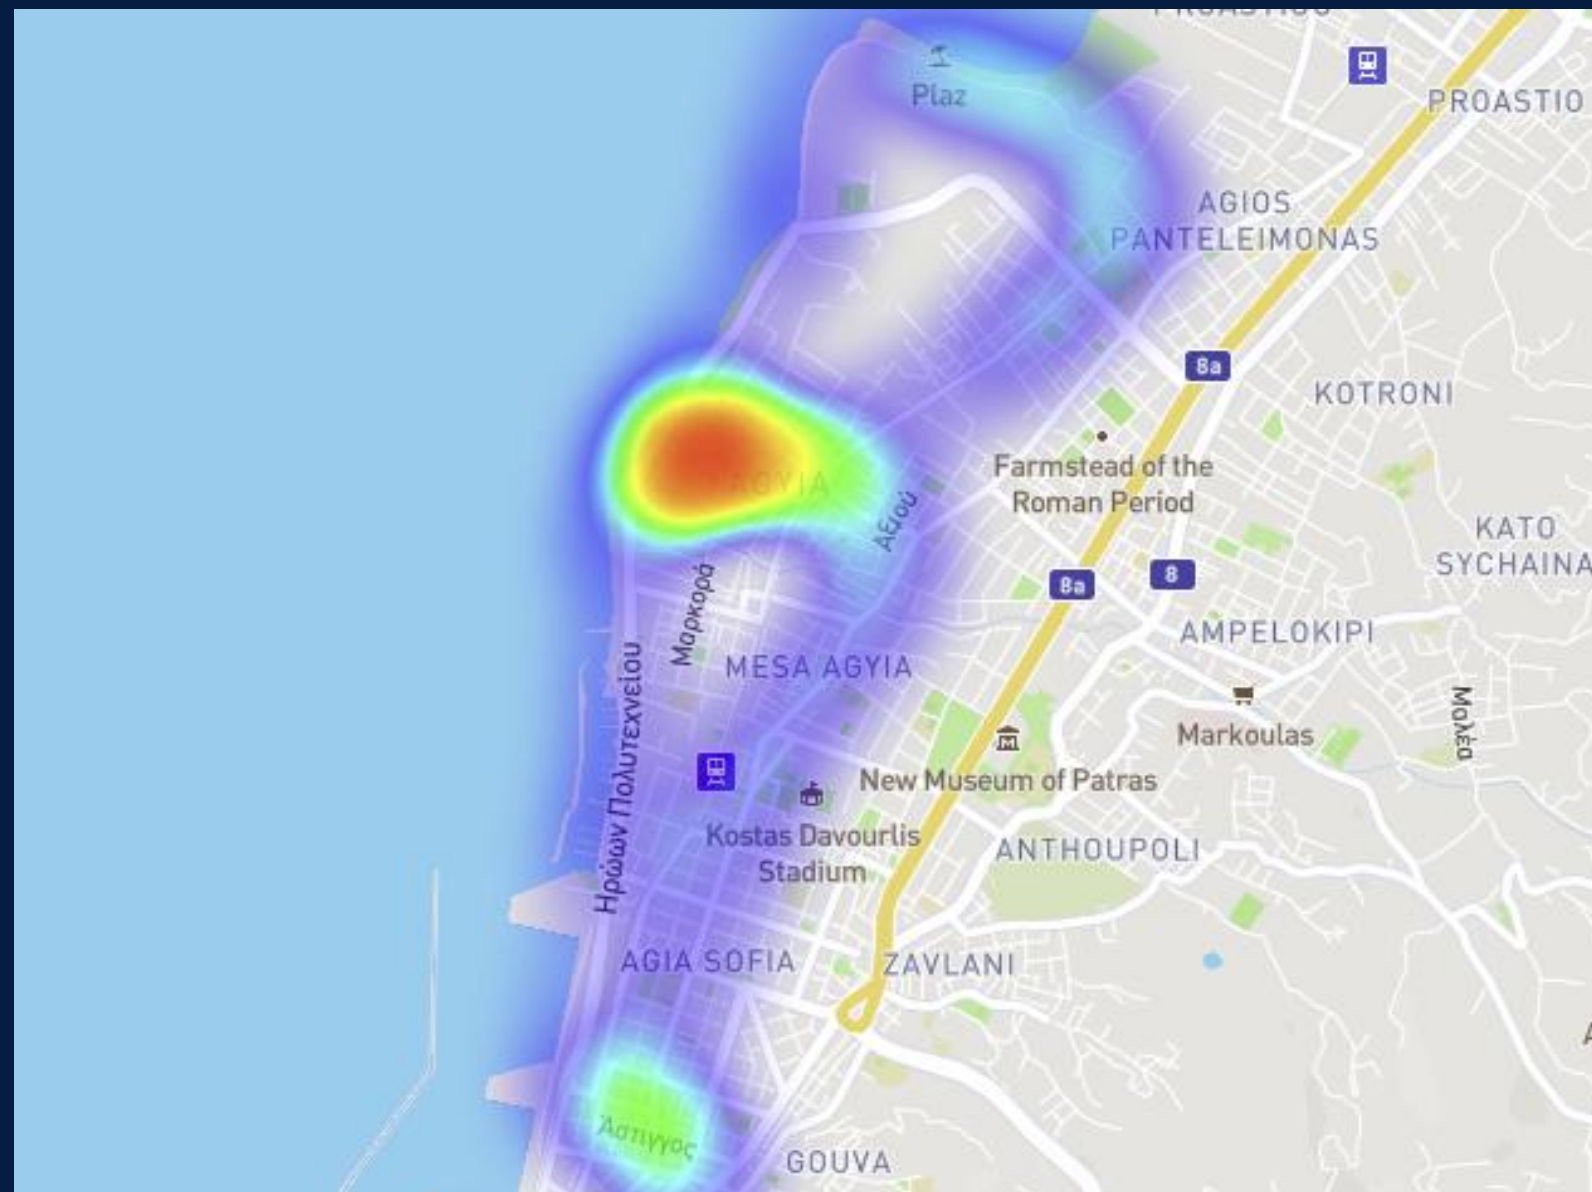 Plaz
PROASTIO
AGIOS
PANTELEIMONAS
8a
KOTRONI
Farmstead of the
Roman Period
Αξιού
KATO
SYCHAINA
8a
8
Μαρκορά
AMPELOKIPI
MESA AGYIA
Ηρώων Πολυτεχνείου
Markoulas
Μαλέα
New Museum of Patras
Kostas Davourlis
Stadium
ANTHOUPOLI
AGIA SOFIA
ZAVLANI
Άστιγγος
GOUVA